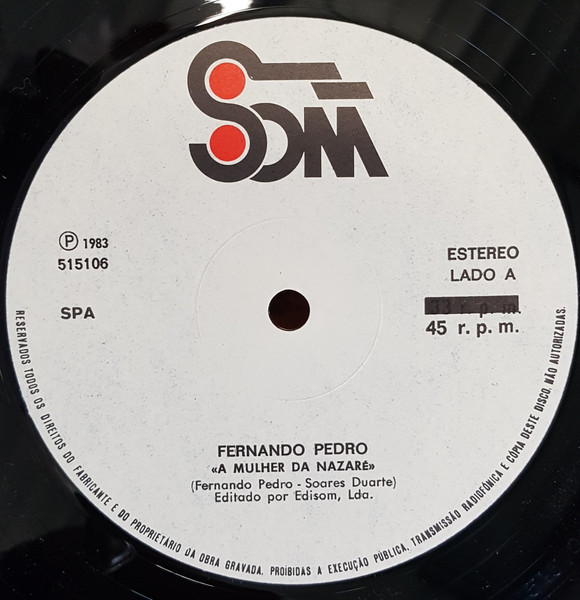 SOM
℗ 1983
515106
SPA
ESTEREO
LADO A
33 r. p. m.
45 r. p. m.
FERNANDO PEDRO
«A MULHER DA NAZARÉ»
(Fernando Pedro - Soares Duarte)
Editado por Edisom, Lda.
RESERVADOS TODOS OS DIREITOS DO FABRICANTE E DO PROPRIETÁRIO DA OBRA GRAVADA. PROIBIDAS A EXECUÇÃO PÚBLICA, TRANSMISSÃO RADIOFÓNICA E CÓPIA DESTE DISCO, NÃO AUTORIZADAS.